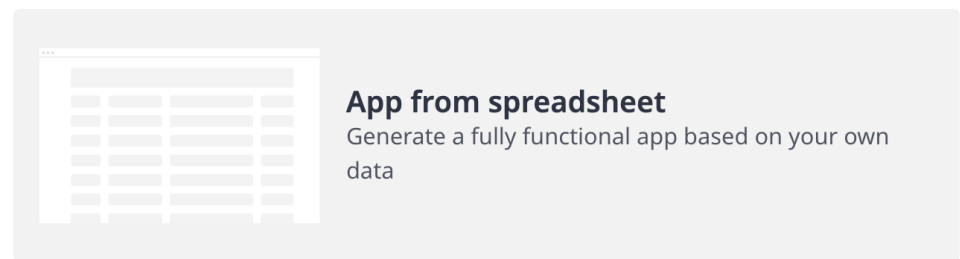 App from spreadsheet
Generate a fully functional app based on your own
data